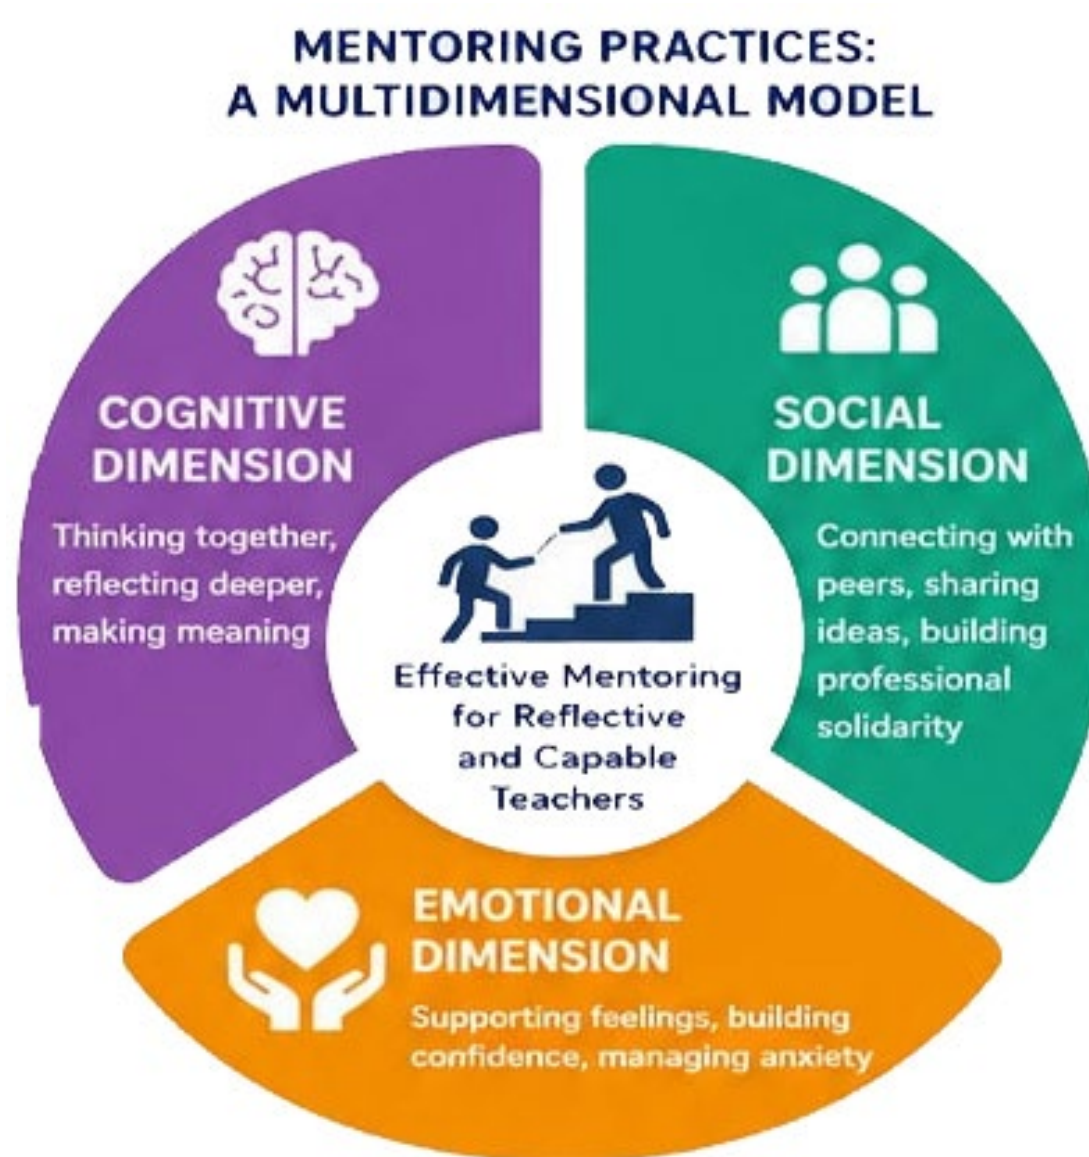 MENTORING PRACTICES:
A MULTIDIMENSIONAL MODEL
COGNITIVE
DIMENSION
Thinking together,
reflecting deeper,
making meaning
SOCIAL
DIMENSION
Connecting with
peers, sharing
ideas, building
professional
solidarity
Effective Mentoring
for Reflective
and Capable
Teachers
EMOTIONAL
DIMENSION
Supporting feelings, building
confidence, managing anxiety